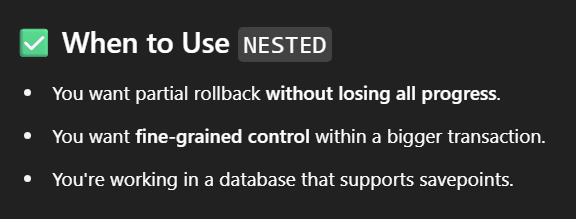 ✅ When to Use NESTED
• You want partial rollback without losing all progress.
• You want fine-grained control within a bigger transaction.
• You're working in a database that supports savepoints.